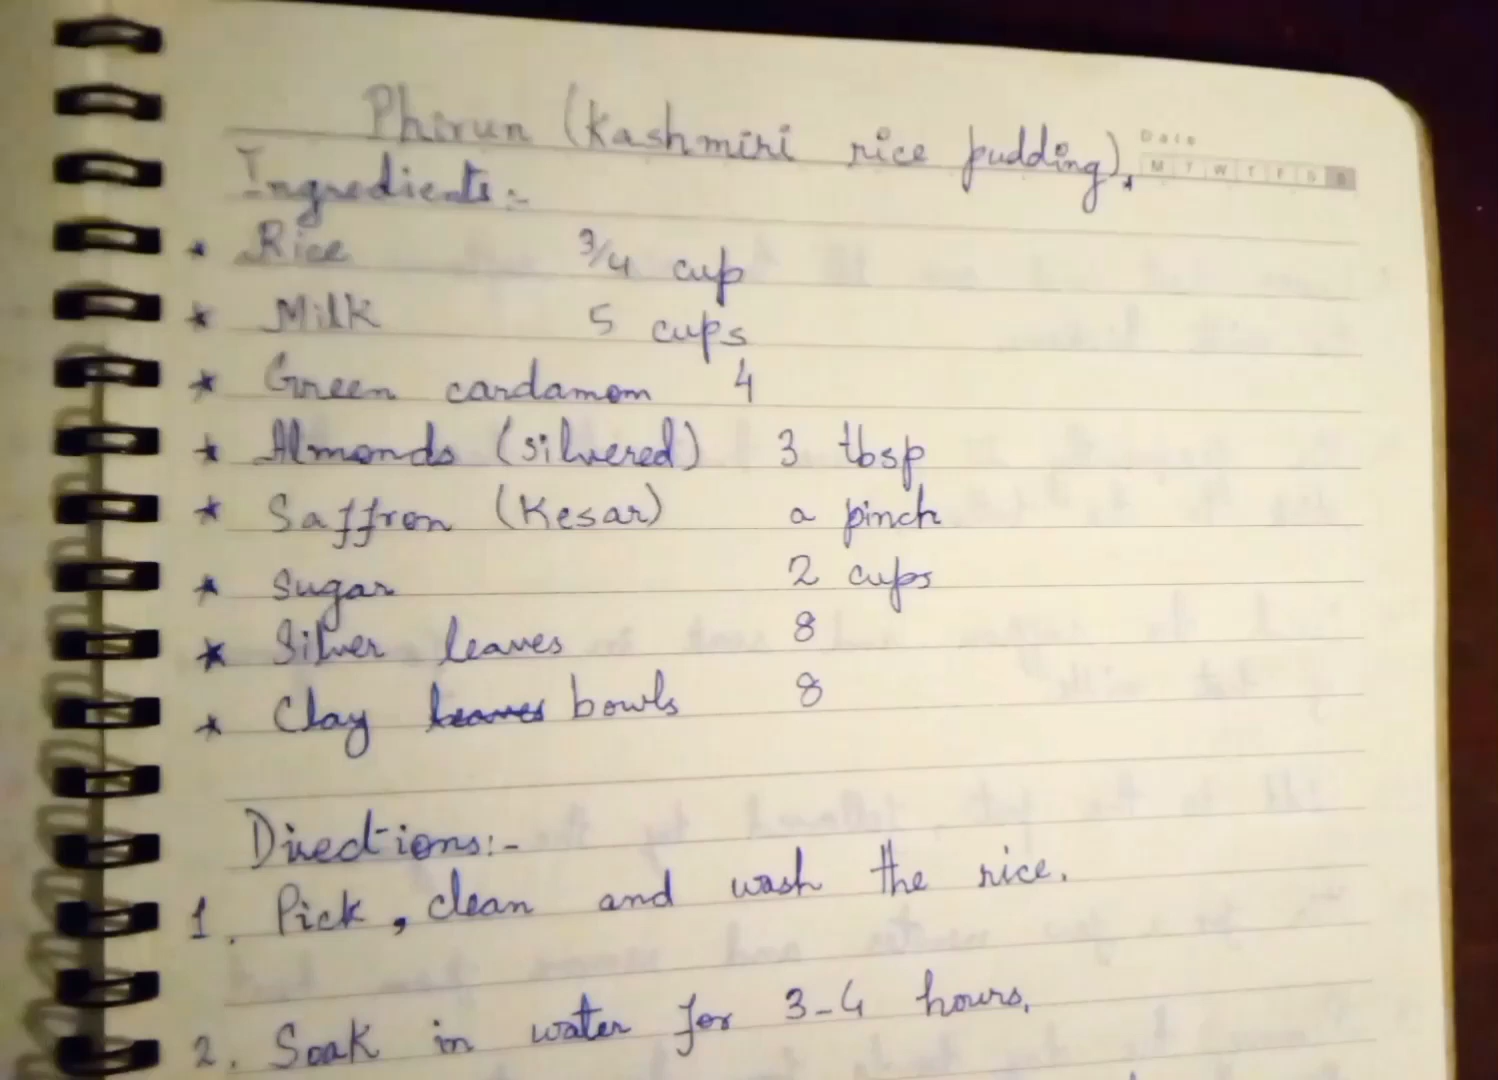 Phirun (Kashmiri rice pudding).
Date
M T W T F S S
Ingredients:-
★ Rice 3/4 cup
★ Milk 5 cups
★ Green cardamom 4
★ Almonds (silvered) 3 tbsp
★ Saffron (Kesar) a pinch
★ Sugar 2 cups
★ Silver leaves 8
★ Clay leaves bowls 8
Directions:-
1. Pick, clean and wash the rice.
2. Soak in water for 3-4 hours.